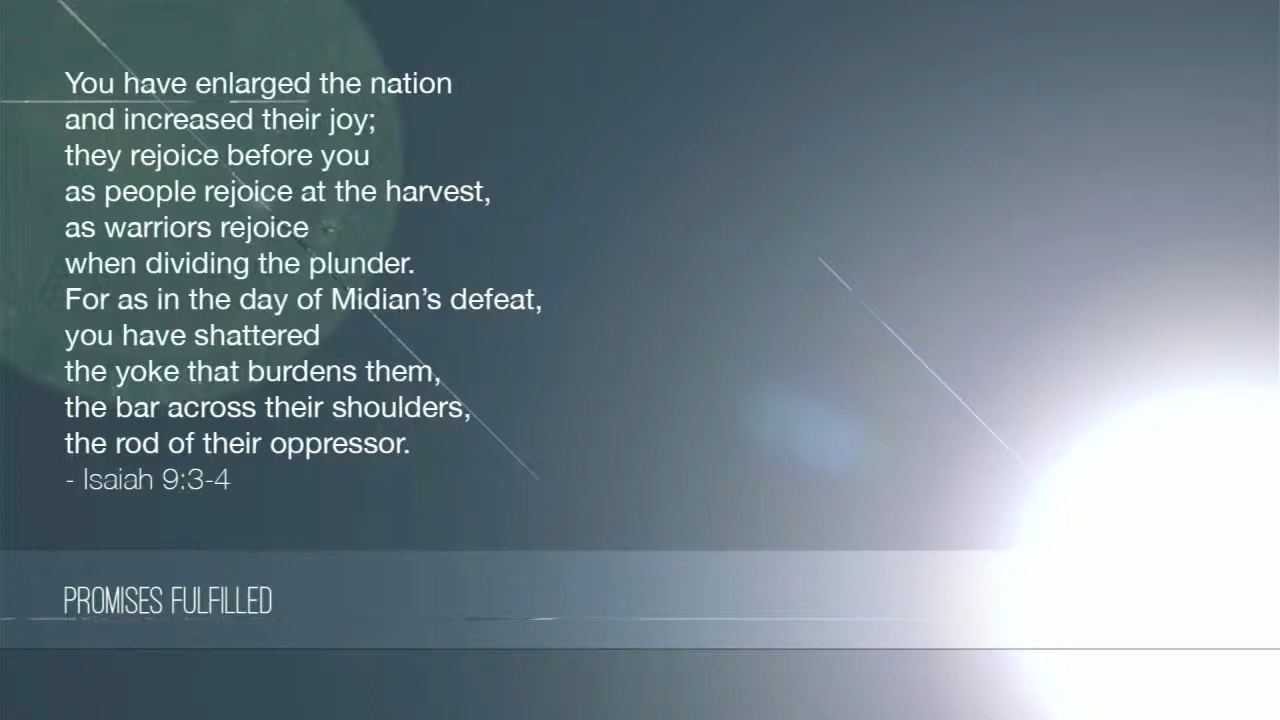 You have enlarged the nation
and increased their joy;
they rejoice before you
as people rejoice at the harvest,
as warriors rejoice
when dividing the plunder.
For as in the day of Midian’s defeat,
you have shattered
the yoke that burdens them,
the bar across their shoulders,
the rod of their oppressor.
- Isaiah 9:3-4
PROMISES FULFILLED